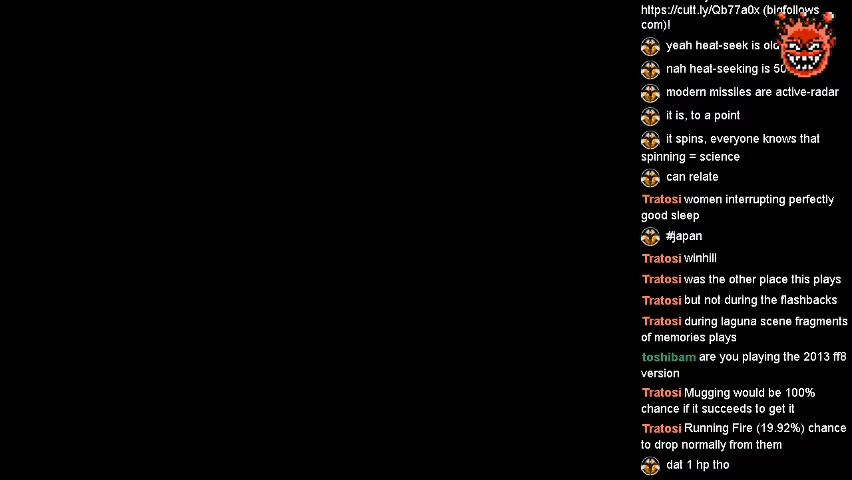 https://cutt.ly/Qb77a0x (bigfollows
com)!
yeah heal-seek is old
nah heal-seeking is 50
modern missiles are active-radar
it is, to a point
it spins, everyone knows that
spinning = science
can relate
Tratosi women interrupting perfectly
good sleep
#japan
Tratosi winhill
Tratosi was the other place this plays
Tratosi but not during the flashbacks
Tratosi during laguna scene fragments
of memories plays
toshibam are you playing the 2013 ff8
version
Tratosi Mugging would be 100%
chance if it succeeds to get it
Tratosi Running Fire (19.92%) chance
to drop normally from them
dat 1 hp tho